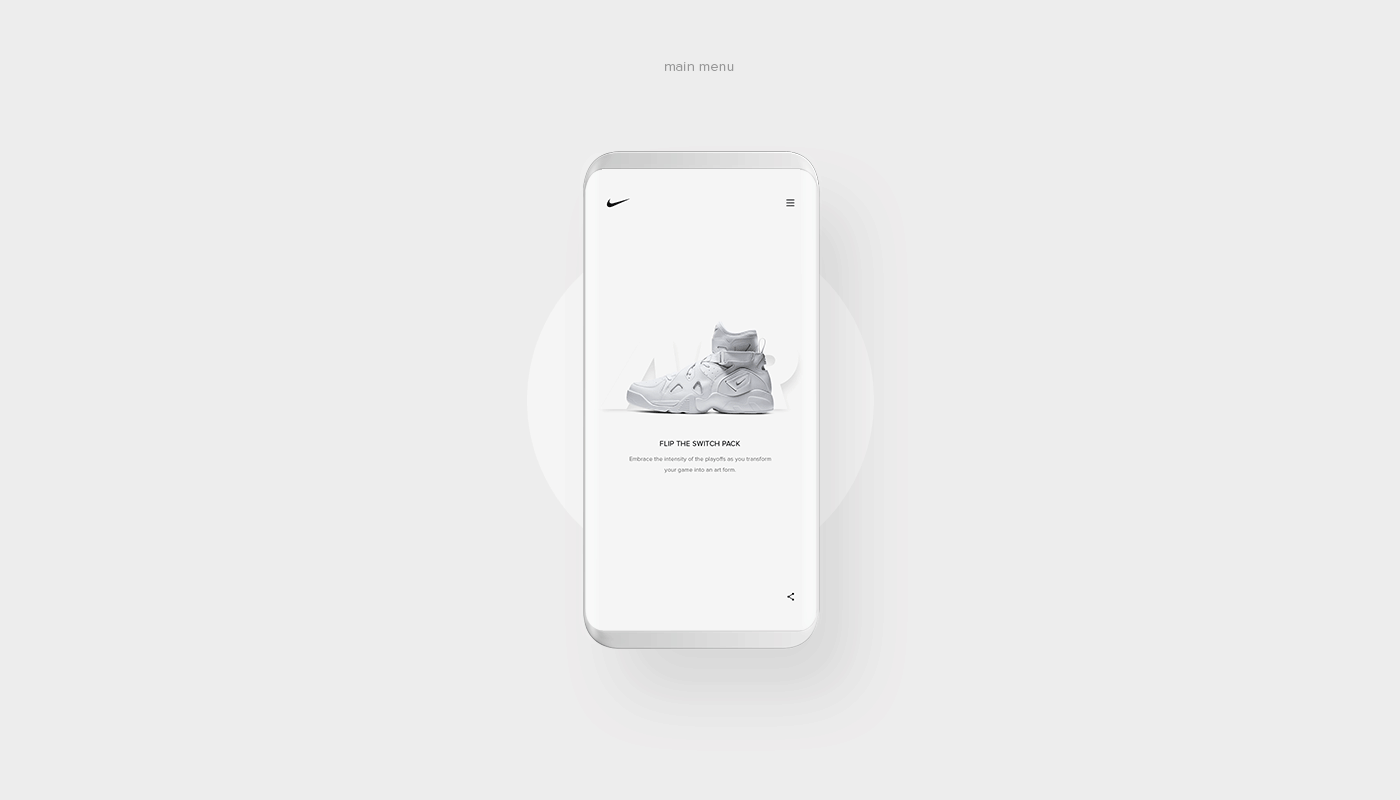 main menu
FLIP THE SWITCH PACK
Embrace the intensity of the playoffs as you transform
your game into an art form.